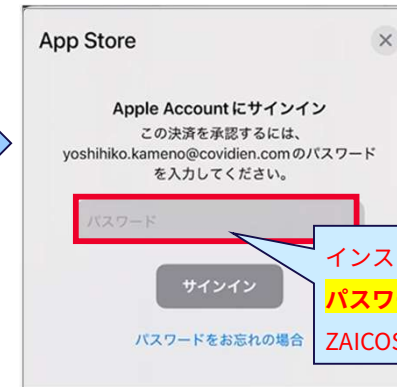 App Store
Apple Accountにサインイン
この決済を承認するには、
yoshihiko.kameno@covidien.comのパスワード
を入力してください。
パスワード
サインイン
パスワードをお忘れの場合
インス
パスワ
ZAICOS